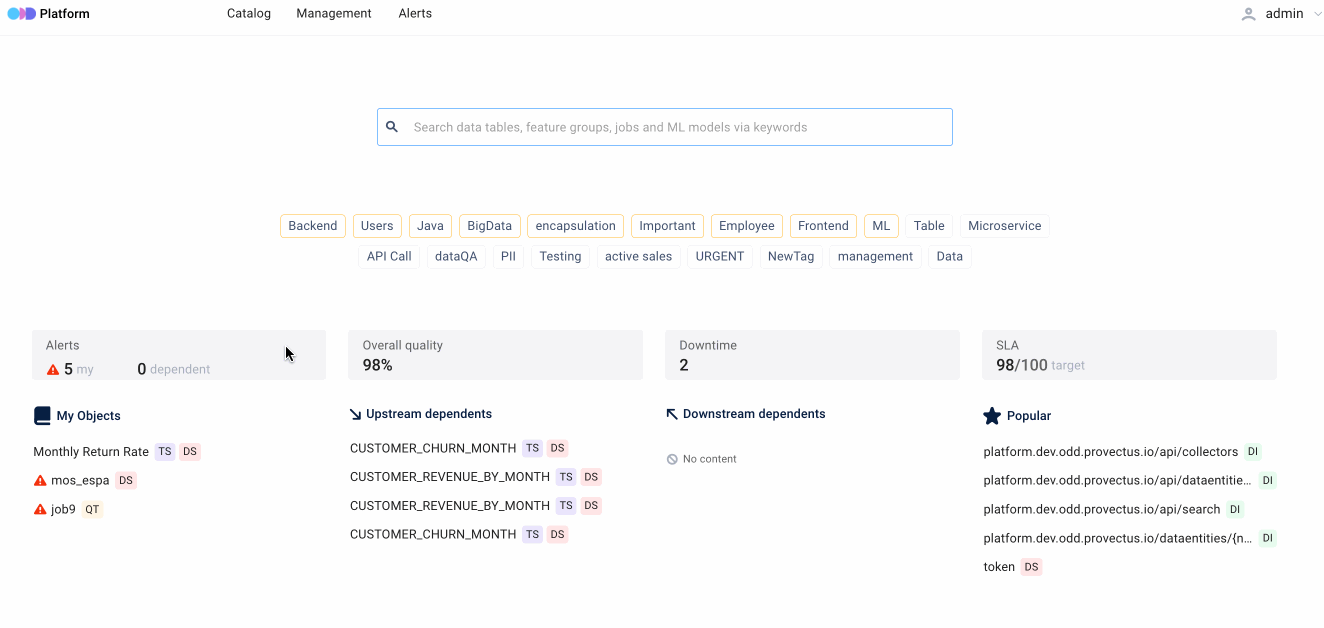 Platform Catalog Management Alerts admin
Search data tables, feature groups, jobs and ML models via keywords
Backend Users Java BigData encapsulation Important Employee Frontend ML Table Microservice
API Call dataQA PII Testing active sales URGENT NewTag management Data
Alerts
5 my 0 dependent
Overall quality
98%
Downtime
2
SLA
98/100 target
My Objects
Monthly Return Rate TS DS
mos_espa DS
job9 QT
Upstream dependents
CUSTOMER_CHURN_MONTH TS DS
CUSTOMER_REVENUE_BY_MONTH TS DS
CUSTOMER_REVENUE_BY_MONTH TS DS
CUSTOMER_CHURN_MONTH TS DS
Downstream dependents
No content
Popular
platform.dev.odd.provectus.io/api/collectors DI
platform.dev.odd.provectus.io/api/dataentitie... DI
platform.dev.odd.provectus.io/api/search DI
platform.dev.odd.provectus.io/dataentities/{n... DI
token DS